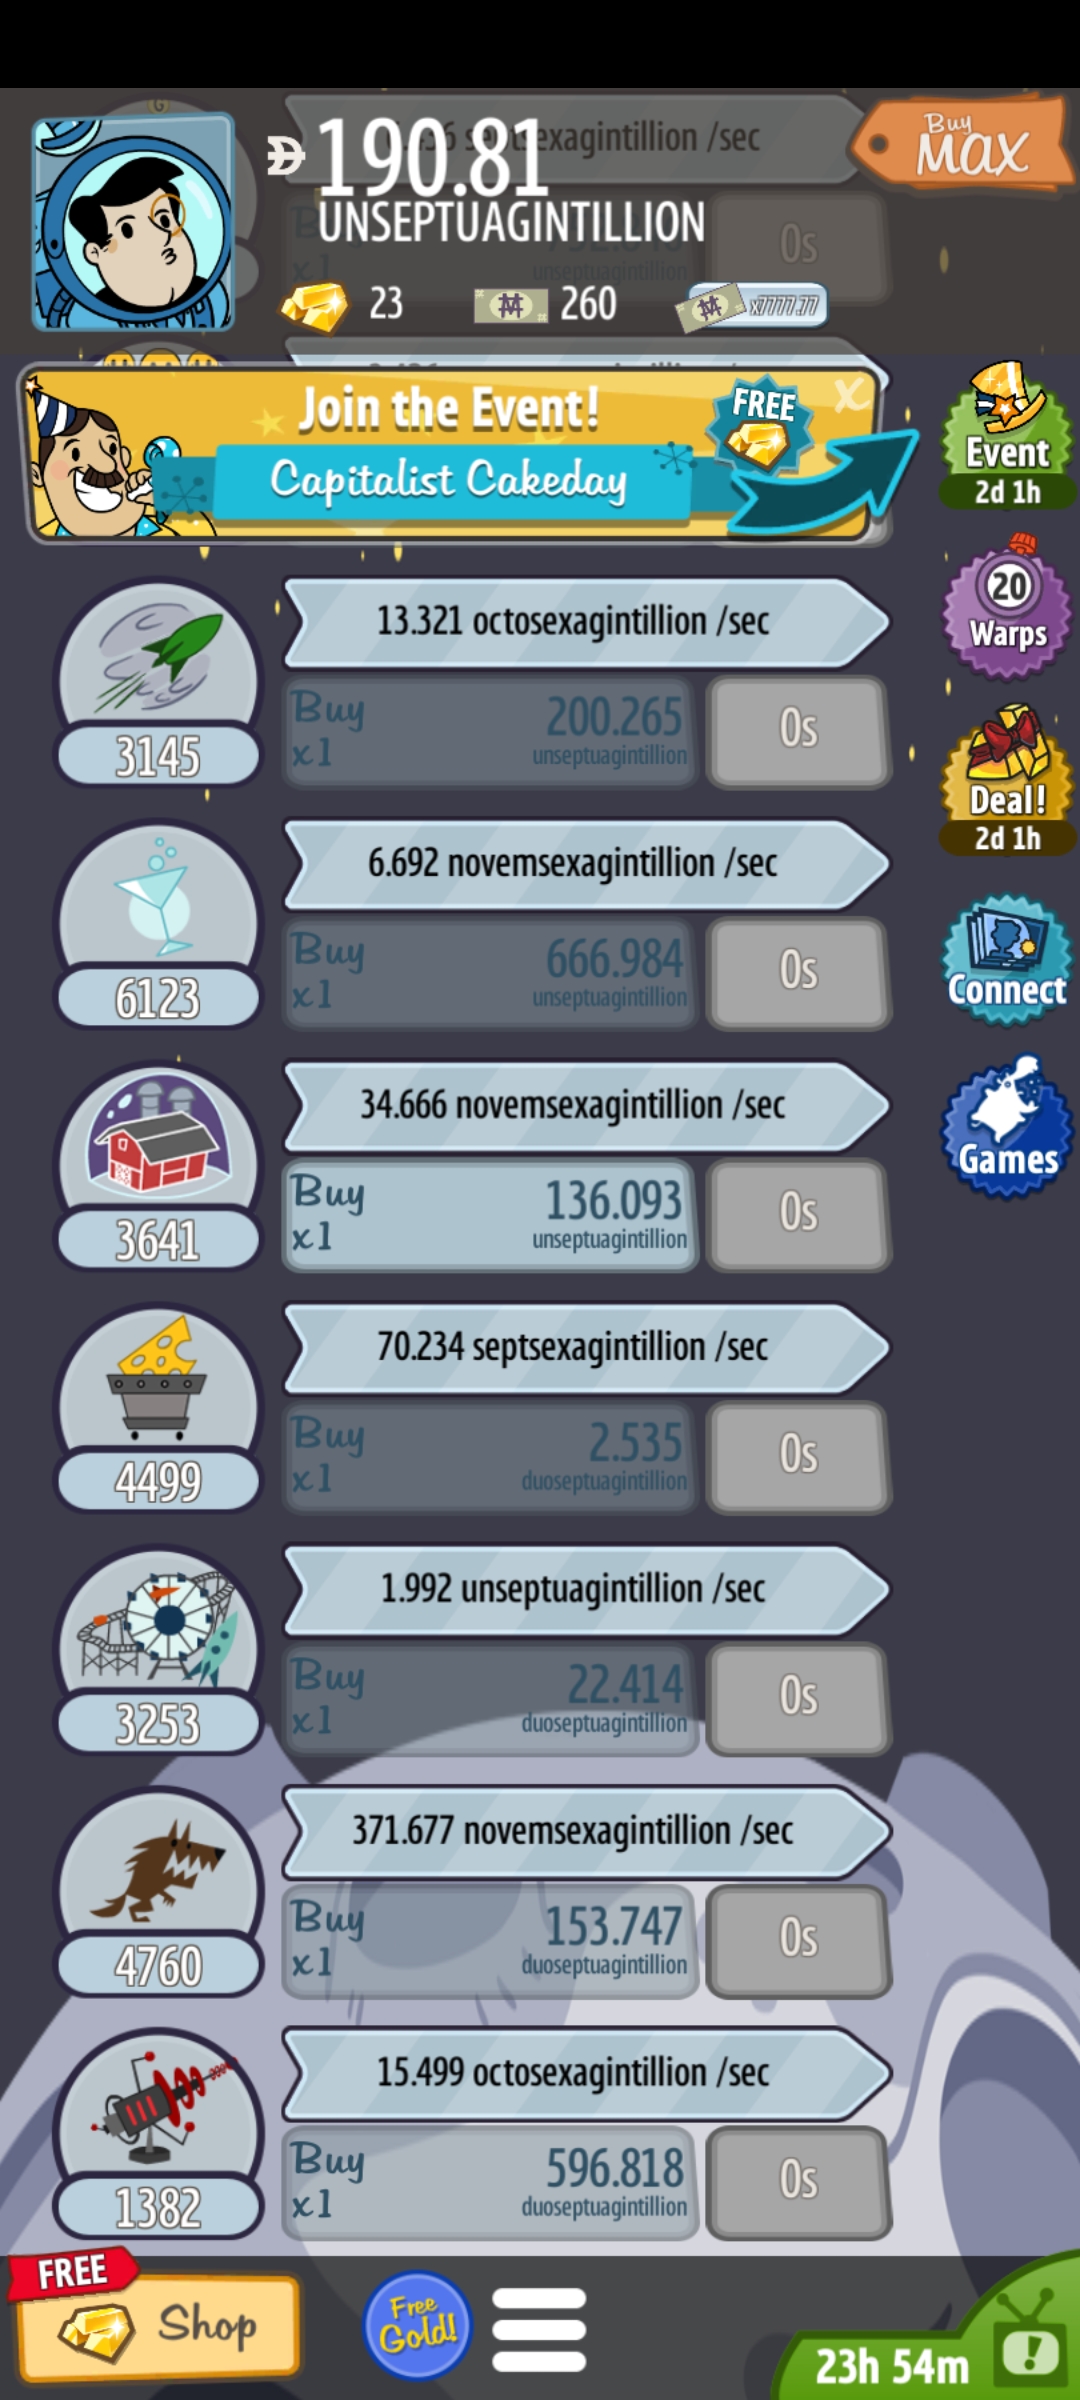 190.81
UNSEPTUAGINTILLION
Buy
MAX
23
260
x7777.77
/sec
unseptuagintillion
0s
Join the Event!
Capitalist Cakeday
FREE
X
Event
2d 1h
13.321 octosexagintillion /sec
Buy
x1
200.265
unseptuagintillion
0s
3145
20
Warps
Deal!
2d 1h
6.692 novemsexagintillion /sec
Buy
x1
666.984
unseptuagintillion
0s
6123
Connect
34.666 novemsexagintillion /sec
Buy
x1
136.093
unseptuagintillion
0s
3641
Games
70.234 septsexagintillion /sec
Buy
x1
2.535
duoseptuagintillion
0s
4499
1.992 unseptuagintillion /sec
Buy
x1
22.414
duoseptuagintillion
0s
3253
371.677 novemsexagintillion /sec
Buy
x1
153.747
duoseptuagintillion
0s
4760
15.499 octosexagintillion /sec
Buy
x1
596.818
duoseptuagintillion
0s
1382
FREE
Shop
Free
Gold!
23h 54m
!